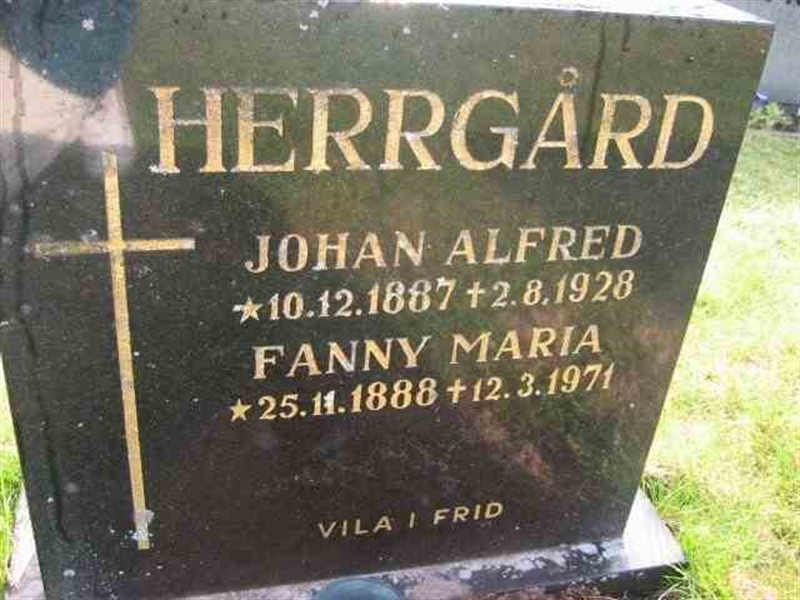 HERRGÅRD
JOHAN ALFRED
★10.12.1887 ✝ 2.8.1928
FANNY MARIA
★25.11.1888 ✝ 12.3.1971
VILA I FRID